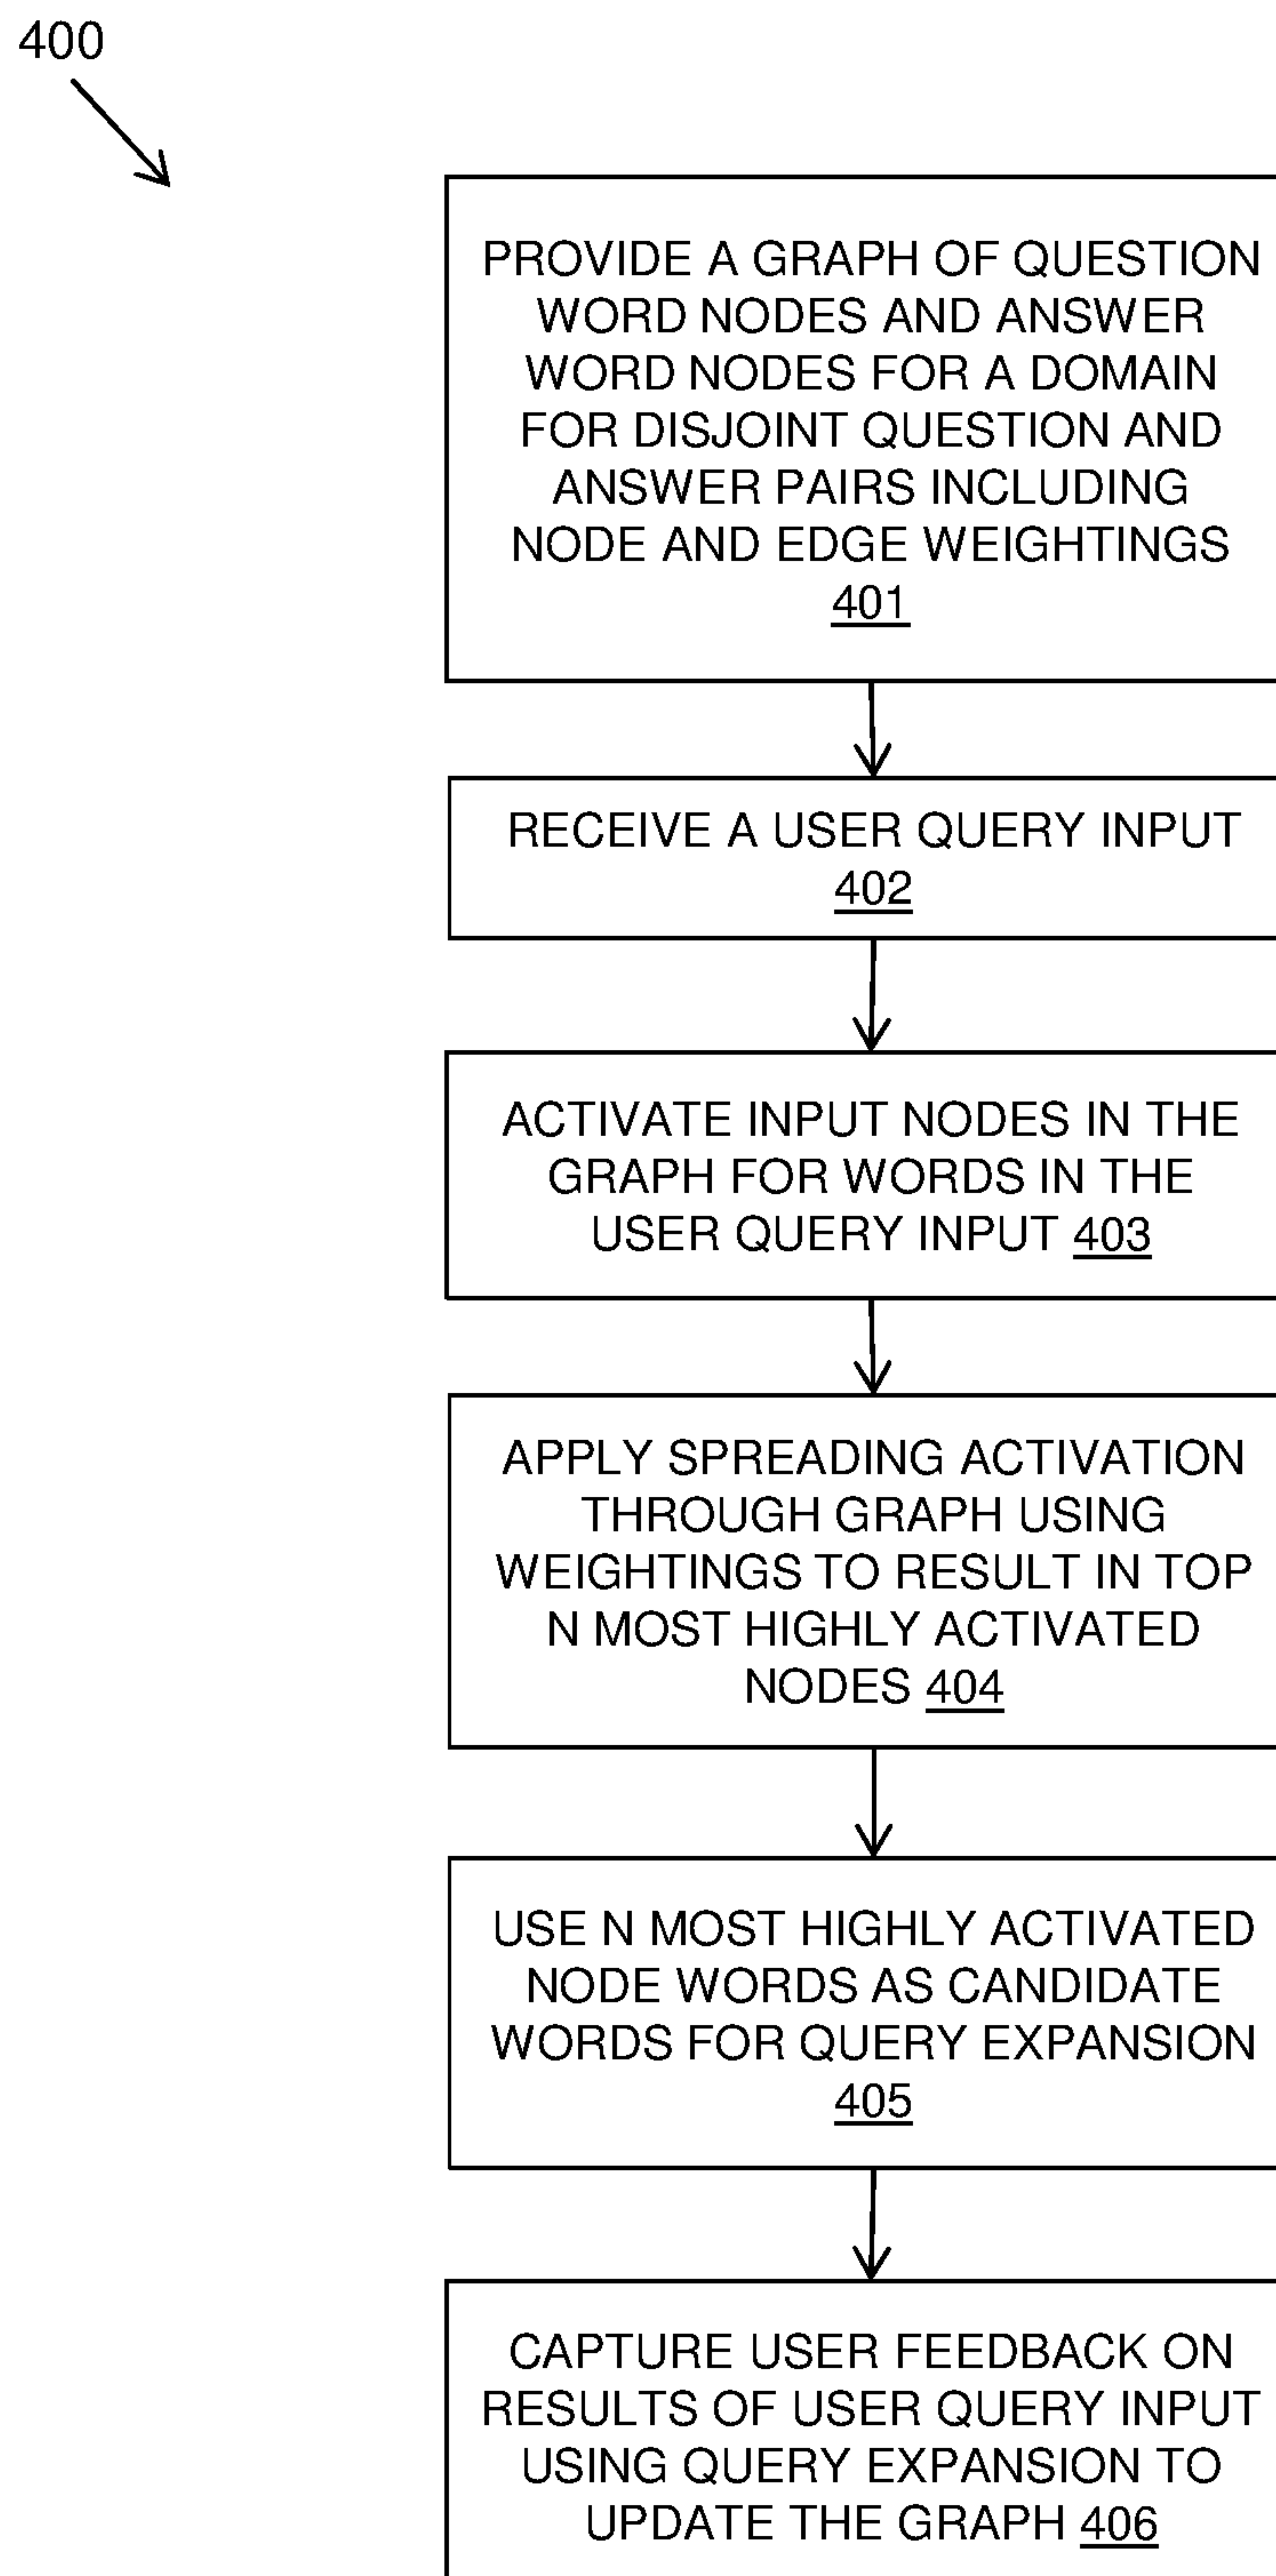 400
PROVIDE A GRAPH OF QUESTION
WORD NODES AND ANSWER
WORD NODES FOR A DOMAIN
FOR DISJOINT QUESTION AND
ANSWER PAIRS INCLUDING
NODE AND EDGE WEIGHTINGS
401
RECEIVE A USER QUERY INPUT
402
ACTIVATE INPUT NODES IN THE
GRAPH FOR WORDS IN THE
USER QUERY INPUT 403
APPLY SPREADING ACTIVATION
THROUGH GRAPH USING
WEIGHTINGS TO RESULT IN TOP
N MOST HIGHLY ACTIVATED
NODES 404
USE N MOST HIGHLY ACTIVATED
NODE WORDS AS CANDIDATE
WORDS FOR QUERY EXPANSION
405
CAPTURE USER FEEDBACK ON
RESULTS OF USER QUERY INPUT
USING QUERY EXPANSION TO
UPDATE THE GRAPH 406